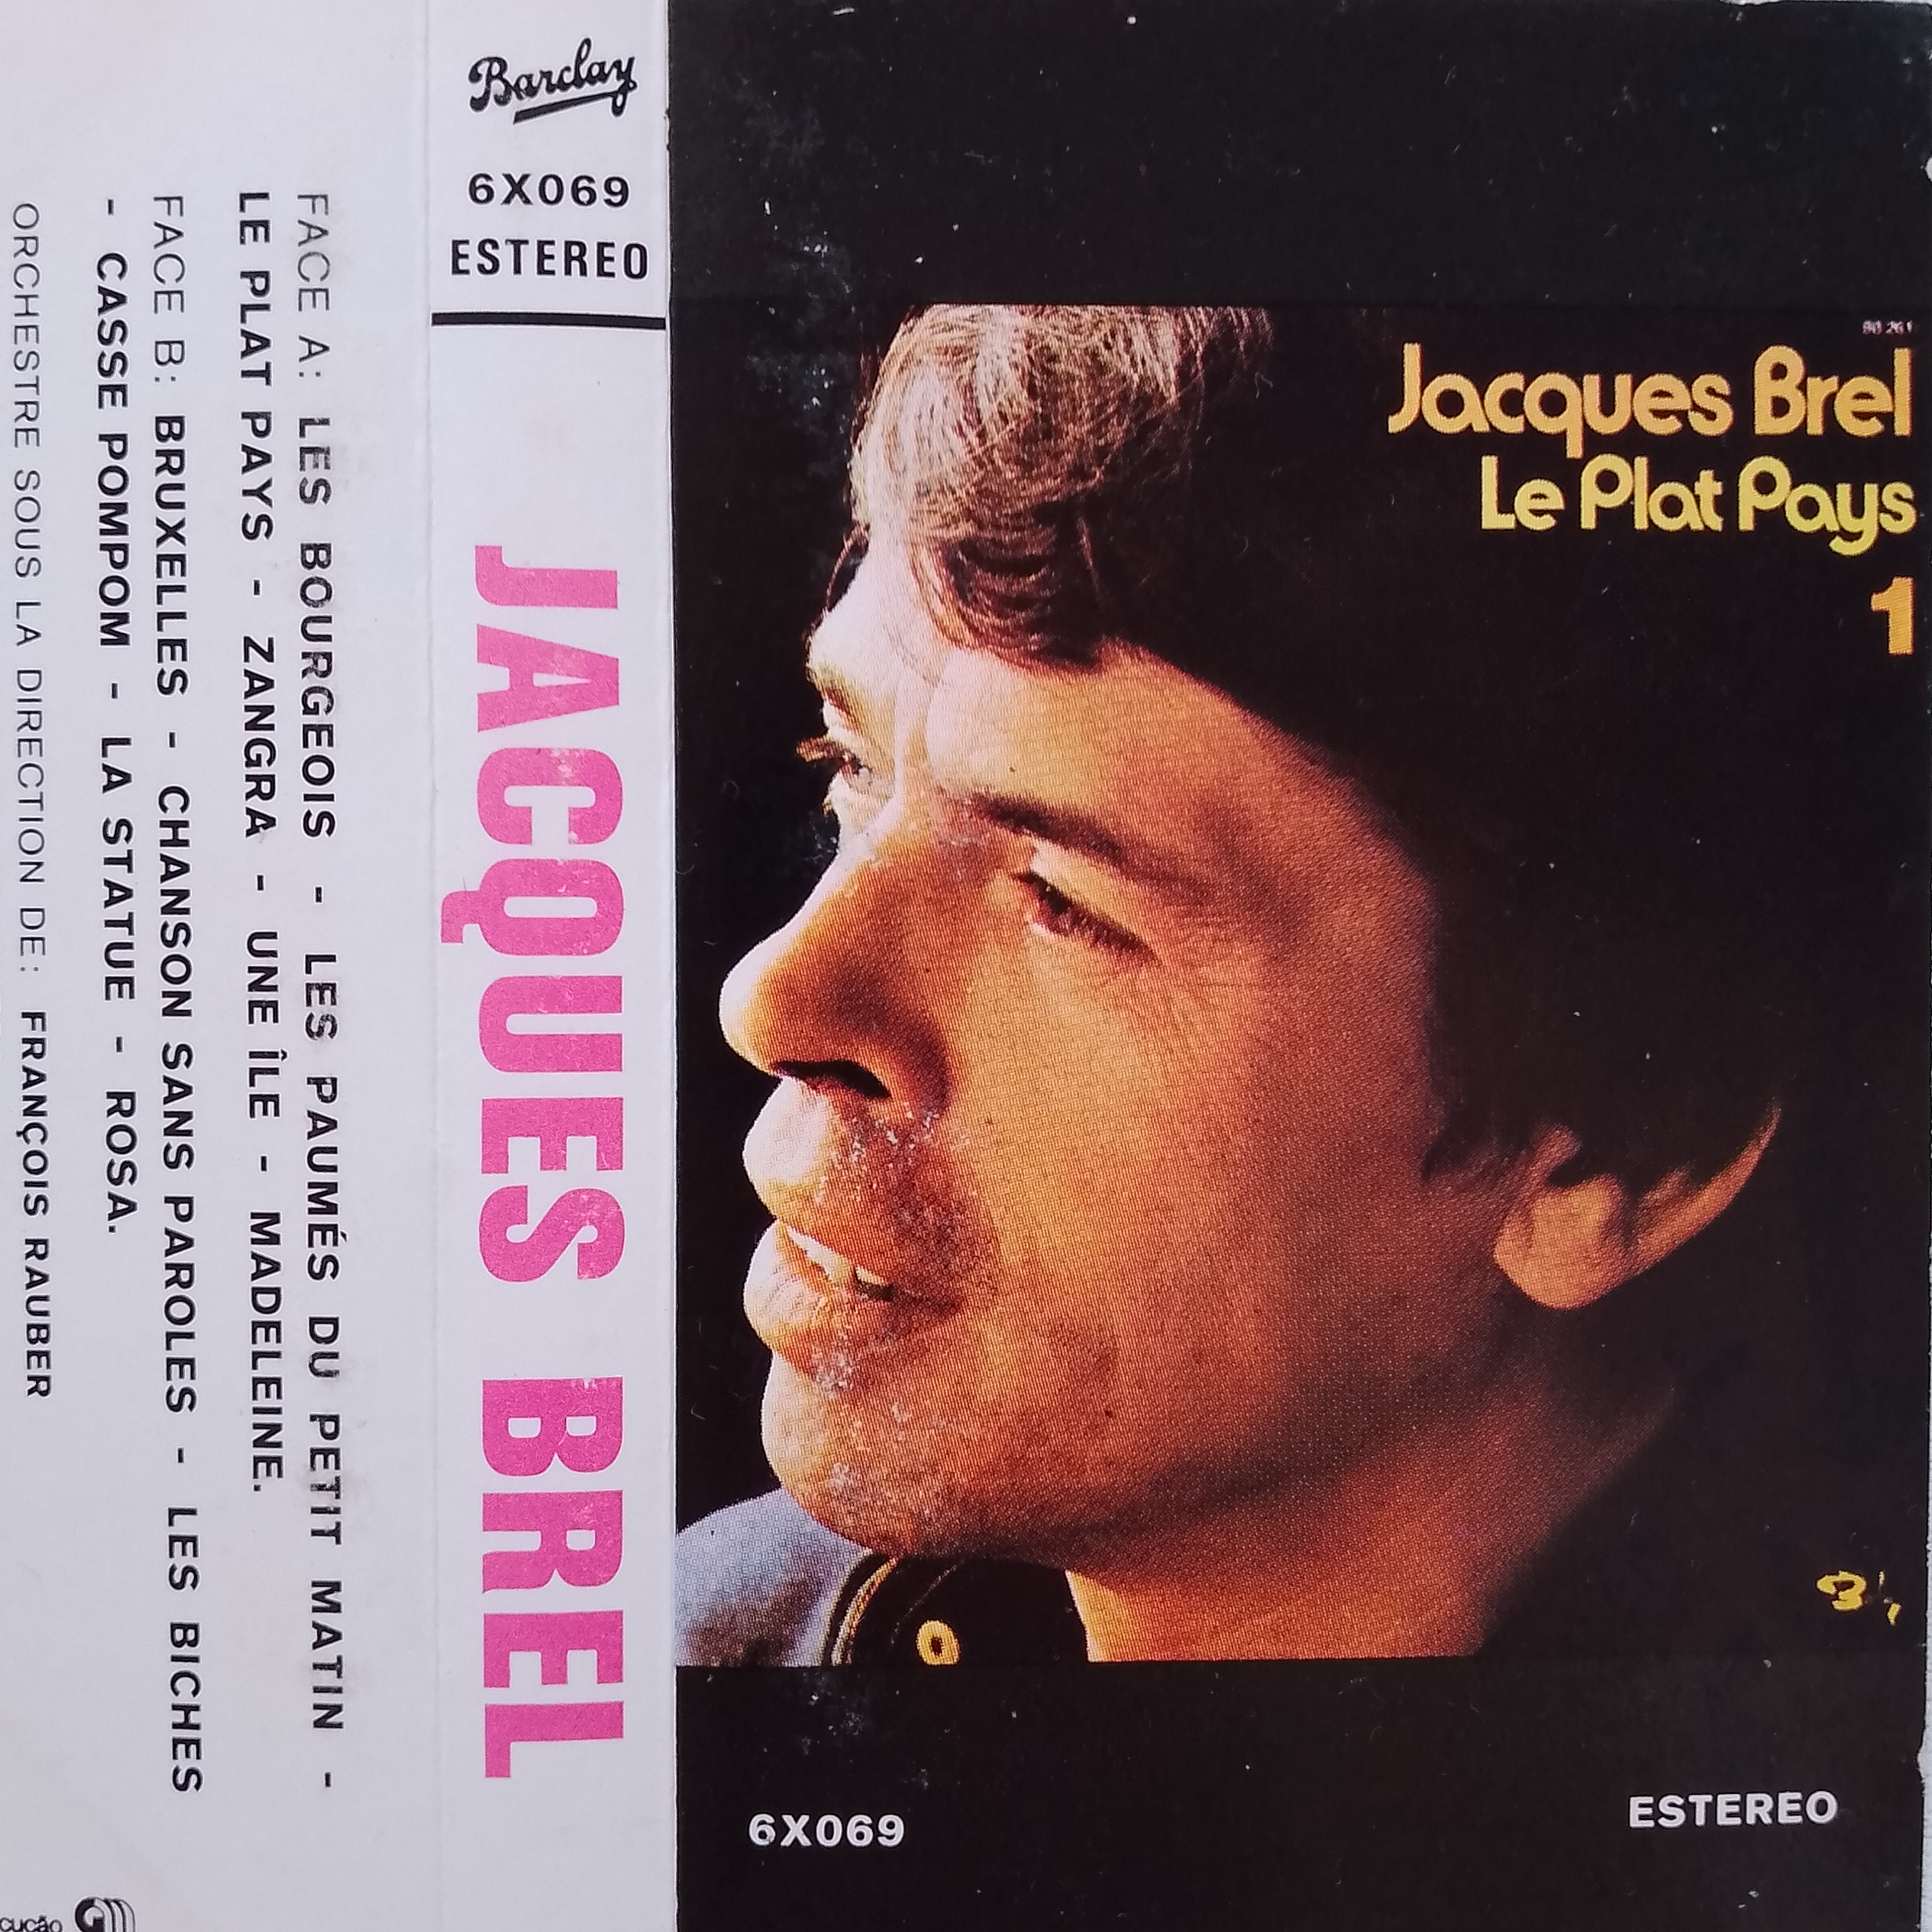 Barclay
6X069
ESTEREO
JACQUES BREL
FACE A: LES BOURGEOIS - LES PAUMÉS DU PETIT MATIN -
LE PLAT PAYS - ZANGRA - UNE ÎLE - MADELEINE.
FACE B: BRUXELLES - CHANSON SANS PAROLES - LES BICHES
- CASSE POMPOM - LA STATUE - ROSA.
ORCHESTRE SOUS LA DIRECTION DE: FRANÇOIS RAUBER
Jacques Brel
Le Plat Pays
1
6X069
ESTEREO